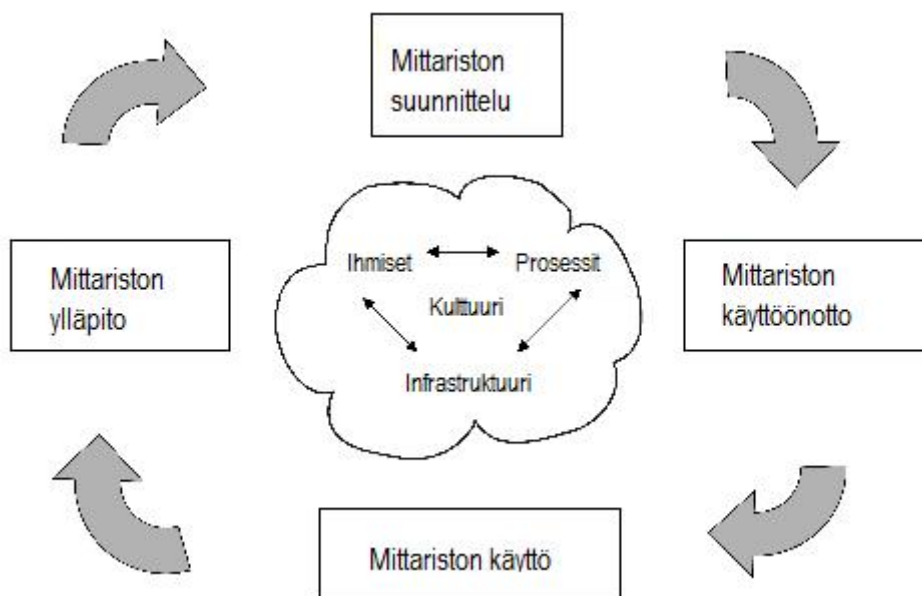 Mittariston
suunnittelu
Ihmiset
Prosessit
Kulttuuri
Infrastruktuuri
Mittariston
ylläpito
Mittariston
käyttöönotto
Mittariston käyttö